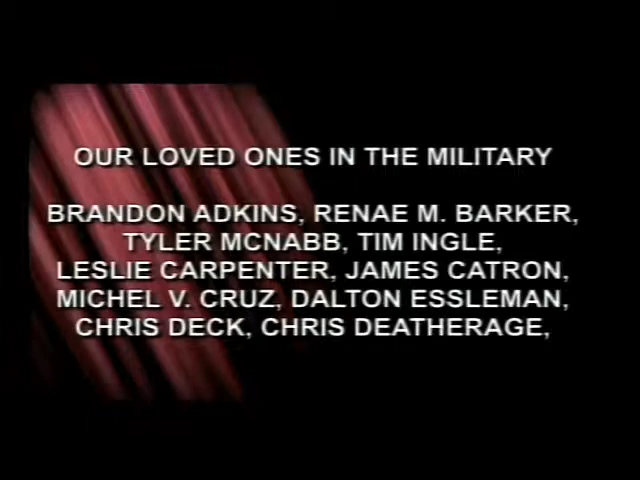 OUR LOVED ONES IN THE MILITARY
BRANDON ADKINS, RENAE M. BARKER,
TYLER MCNABB, TIM INGLE,
LESLIE CARPENTER, JAMES CATRON,
MICHEL V. CRUZ, DALTON ESSLEMAN,
CHRIS DECK, CHRIS DEATHERAGE,